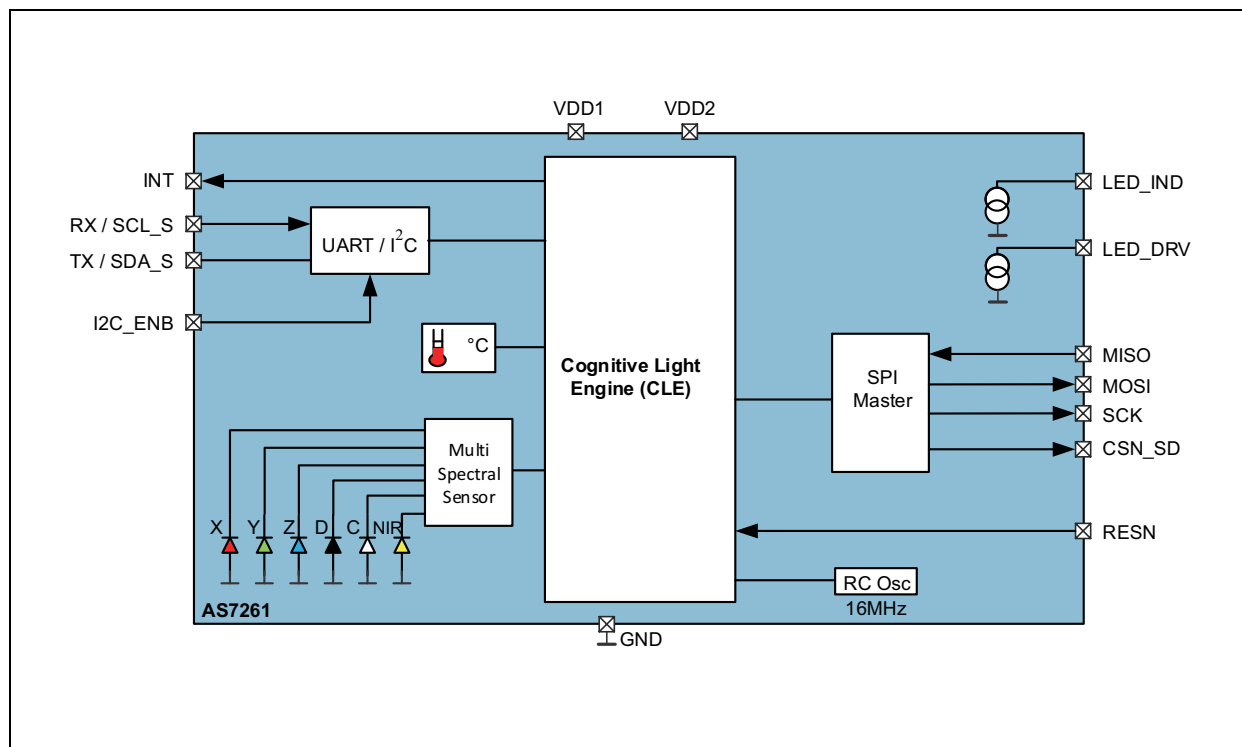 VDD1 VDD2
INT
RX / SCL_S
TX / SDA_S
I2C_ENB
UART / I²C
°C
Cognitive Light
Engine (CLE)
Multi
Spectral
Sensor
X Y Z D C NIR
AS7261
LED_IND
LED_DRV
SPI
Master
MISO
MOSI
SCK
CSN_SD
RESN
RC Osc
16MHz
GND